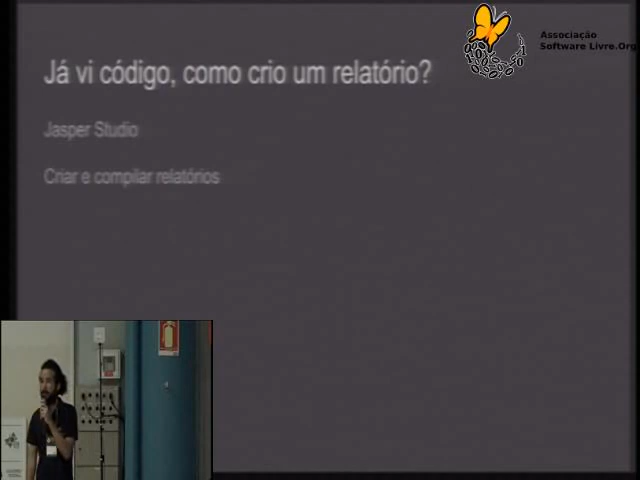 Associação
Software Livre.Org
Já vi código, como crio um relatório?
Jasper Studio
Criar e compilar relatórios